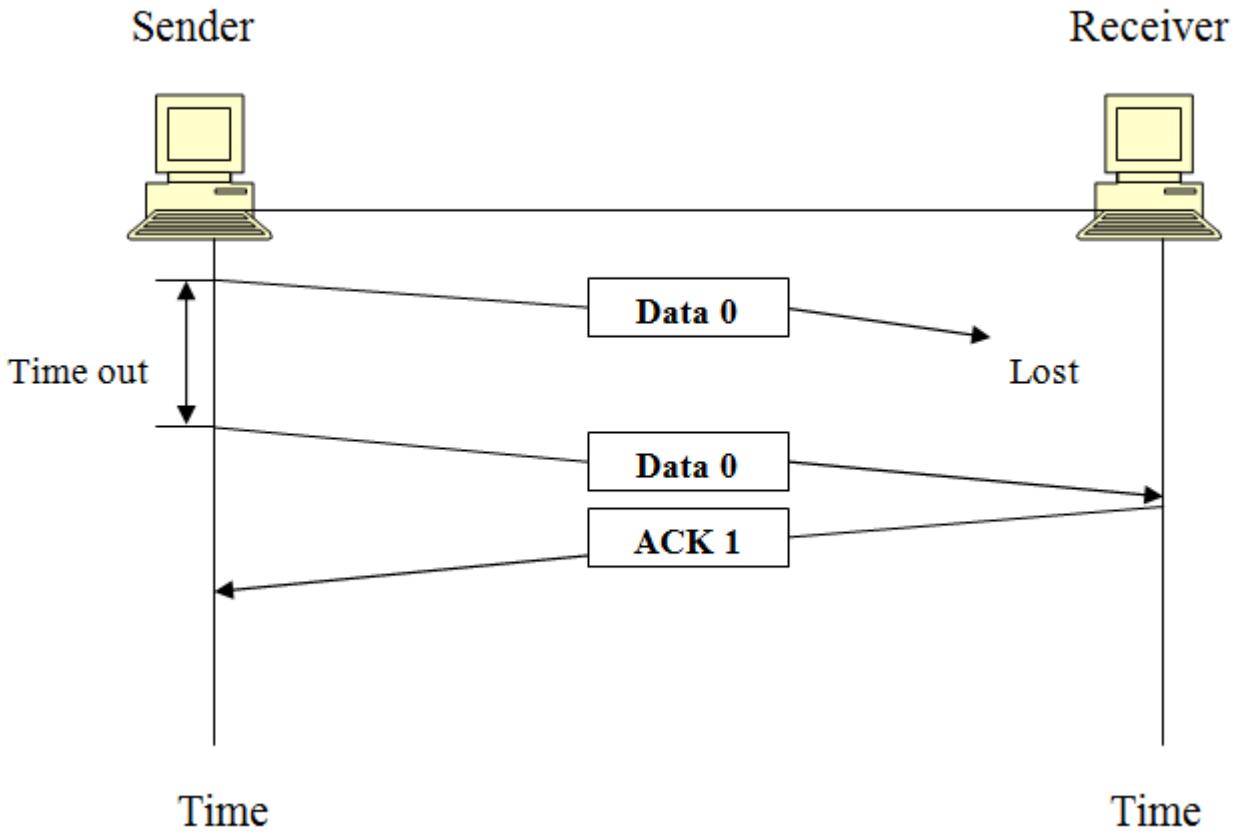 Sender
Receiver
Data 0
Time out
Lost
Data 0
ACK 1
Time
Time